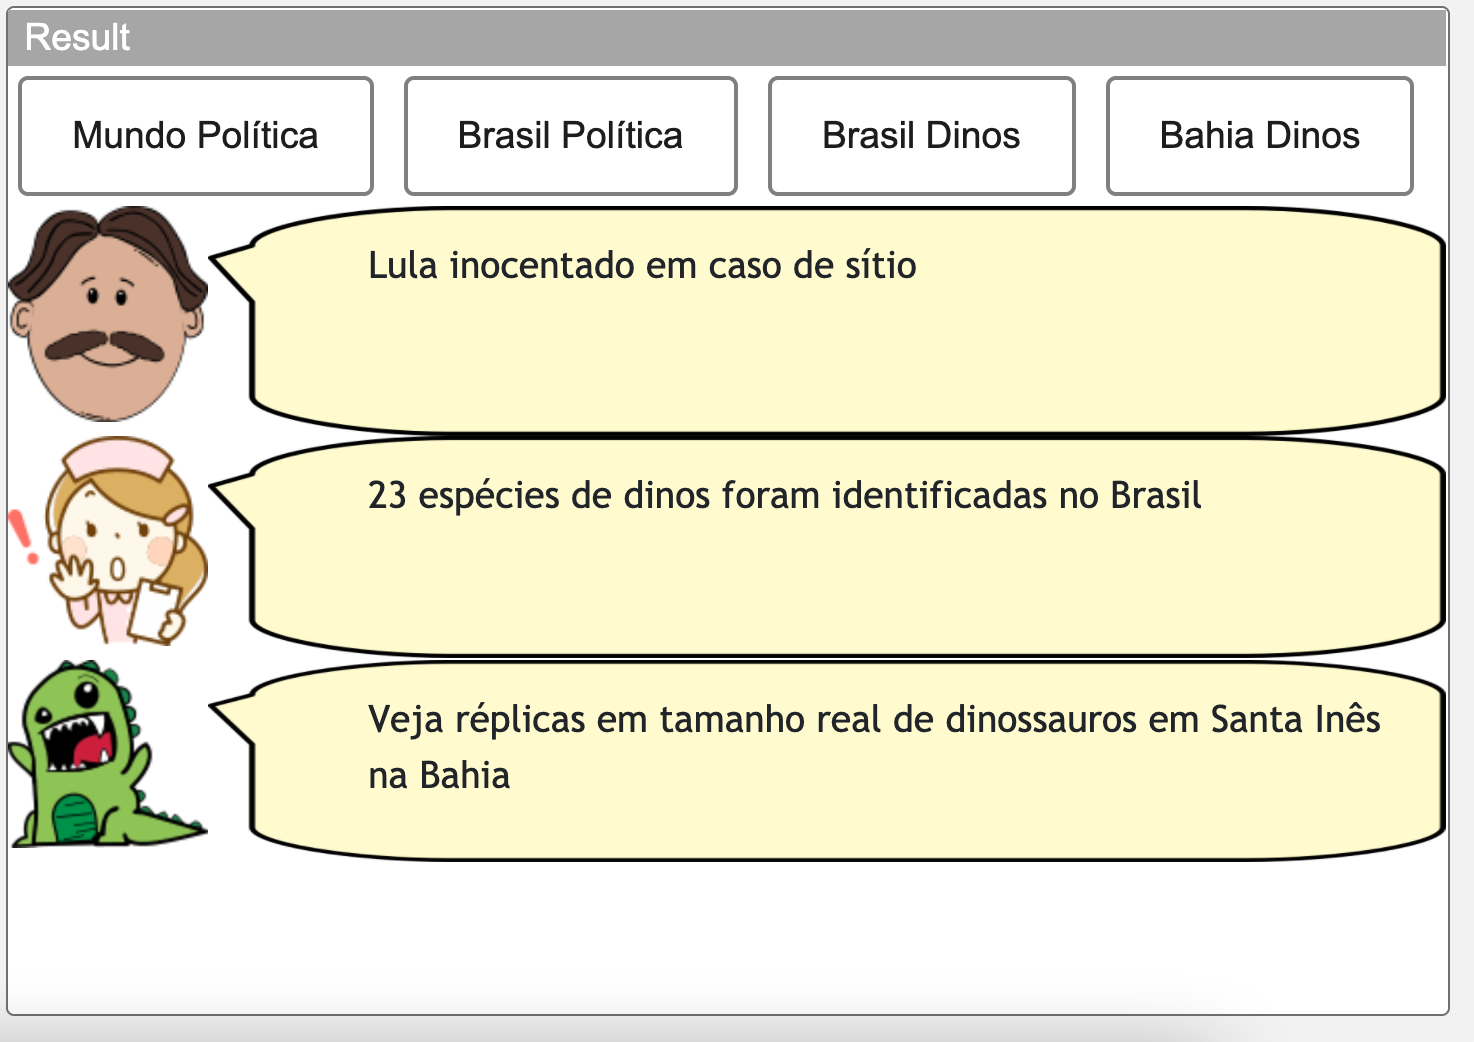 Result
Mundo Política
Brasil Política
Brasil Dinos
Bahia Dinos
Lula inocentado em caso de sítio
23 espécies de dinos foram identificadas no Brasil
Veja réplicas em tamanho real de dinossauros em Santa Inês
na Bahia